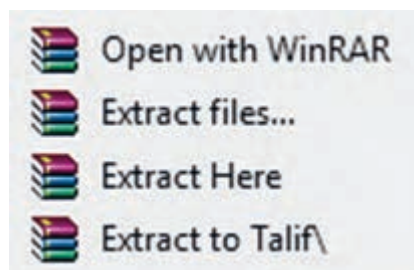 Open with WinRAR
Extract files...
Extract Here
Extract to Talif\